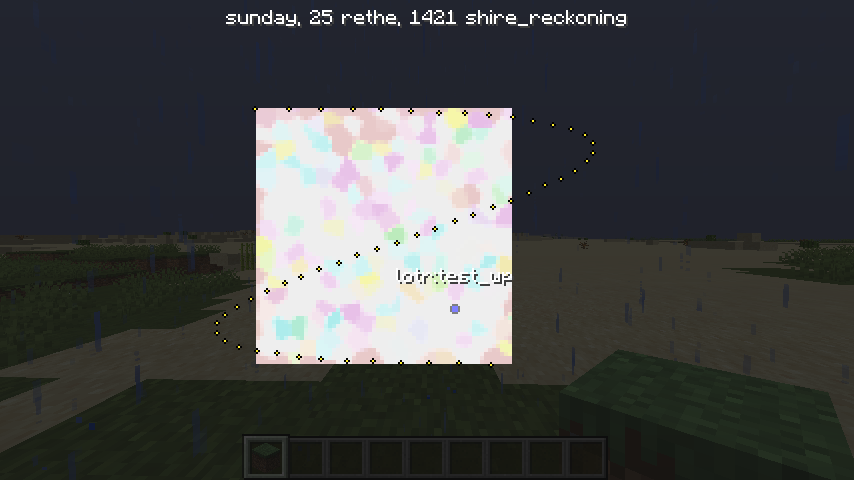 sunday, 25 rethe, 1421 shire_reckoning
lotr:test_up